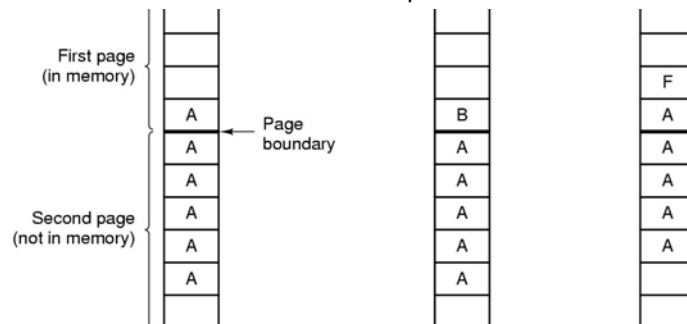 First page
(in memory)
F
A B A
Page
boundary
A A A
A A A
Second page
(not in memory)
A A A
A A A
A A